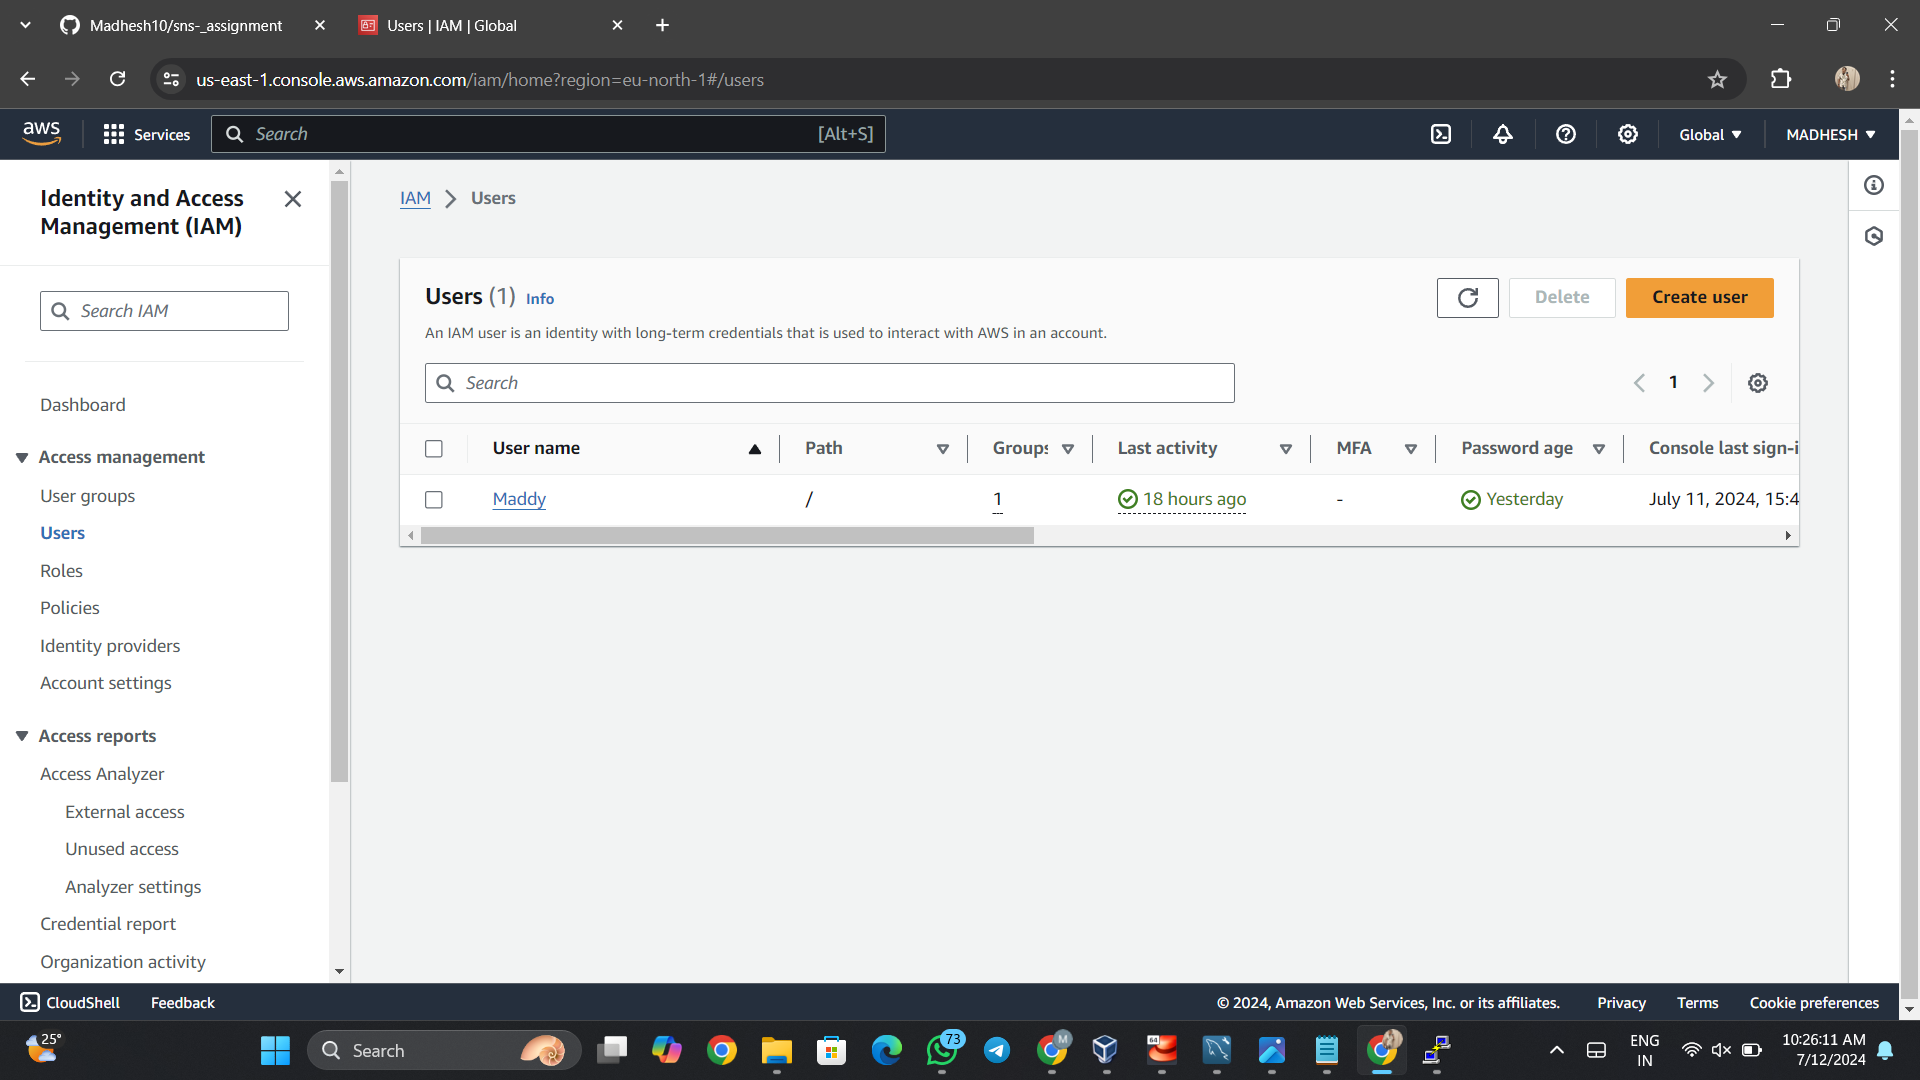 Madhesh10/sns-_assignment
Users | IAM | Global
us-east-1.console.aws.amazon.com/iam/home?region=eu-north-1#/users
aws
Services
Search
[Alt+S]
Global
MADHESH
Identity and Access
Management (IAM)
Search IAM
Dashboard
Access management
User groups
Users
Roles
Policies
Identity providers
Account settings
Access reports
Access Analyzer
External access
Unused access
Analyzer settings
Credential report
Organization activity
IAM
Users
Users (1) Info
Delete
Create user
An IAM user is an identity with long-term credentials that is used to interact with AWS in an account.
Search
1
User name
Path
Groups
Last activity
MFA
Password age
Console last sign-i
Maddy
/
1
18 hours ago
-
Yesterday
July 11, 2024, 15:4
CloudShell
Feedback
© 2024, Amazon Web Services, Inc. or its affiliates.
Privacy
Terms
Cookie preferences
25°
Search
73
M
64
ENG
IN
10:26:11 AM
7/12/2024